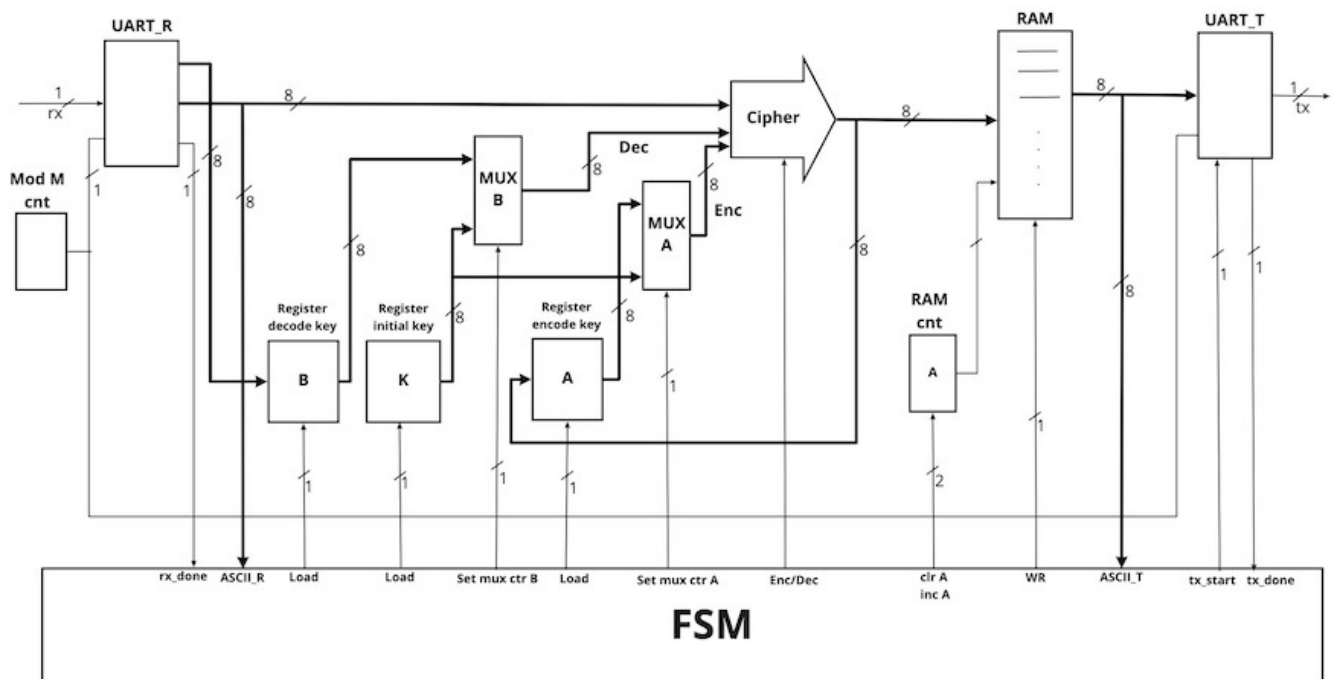 UART_R
RAM
UART_T
1
rx
8
8
1
tx
Cipher
8
Dec
8
1
1
8
8
8
Enc
Mod M
cnt
MUX
B
MUX
A
8
8
8
8
8
1
1
Register
decode key
Register
initial key
Register
encode key
RAM
cnt
B
K
A
A
1
1
1
1
1
1
2
rx_done
ASCII_R
Load
Load
Set mux ctr B
Load
Set mux ctr A
Enc/Dec
clr A
inc A
WR
ASCII_T
tx_start
tx_done
FSM